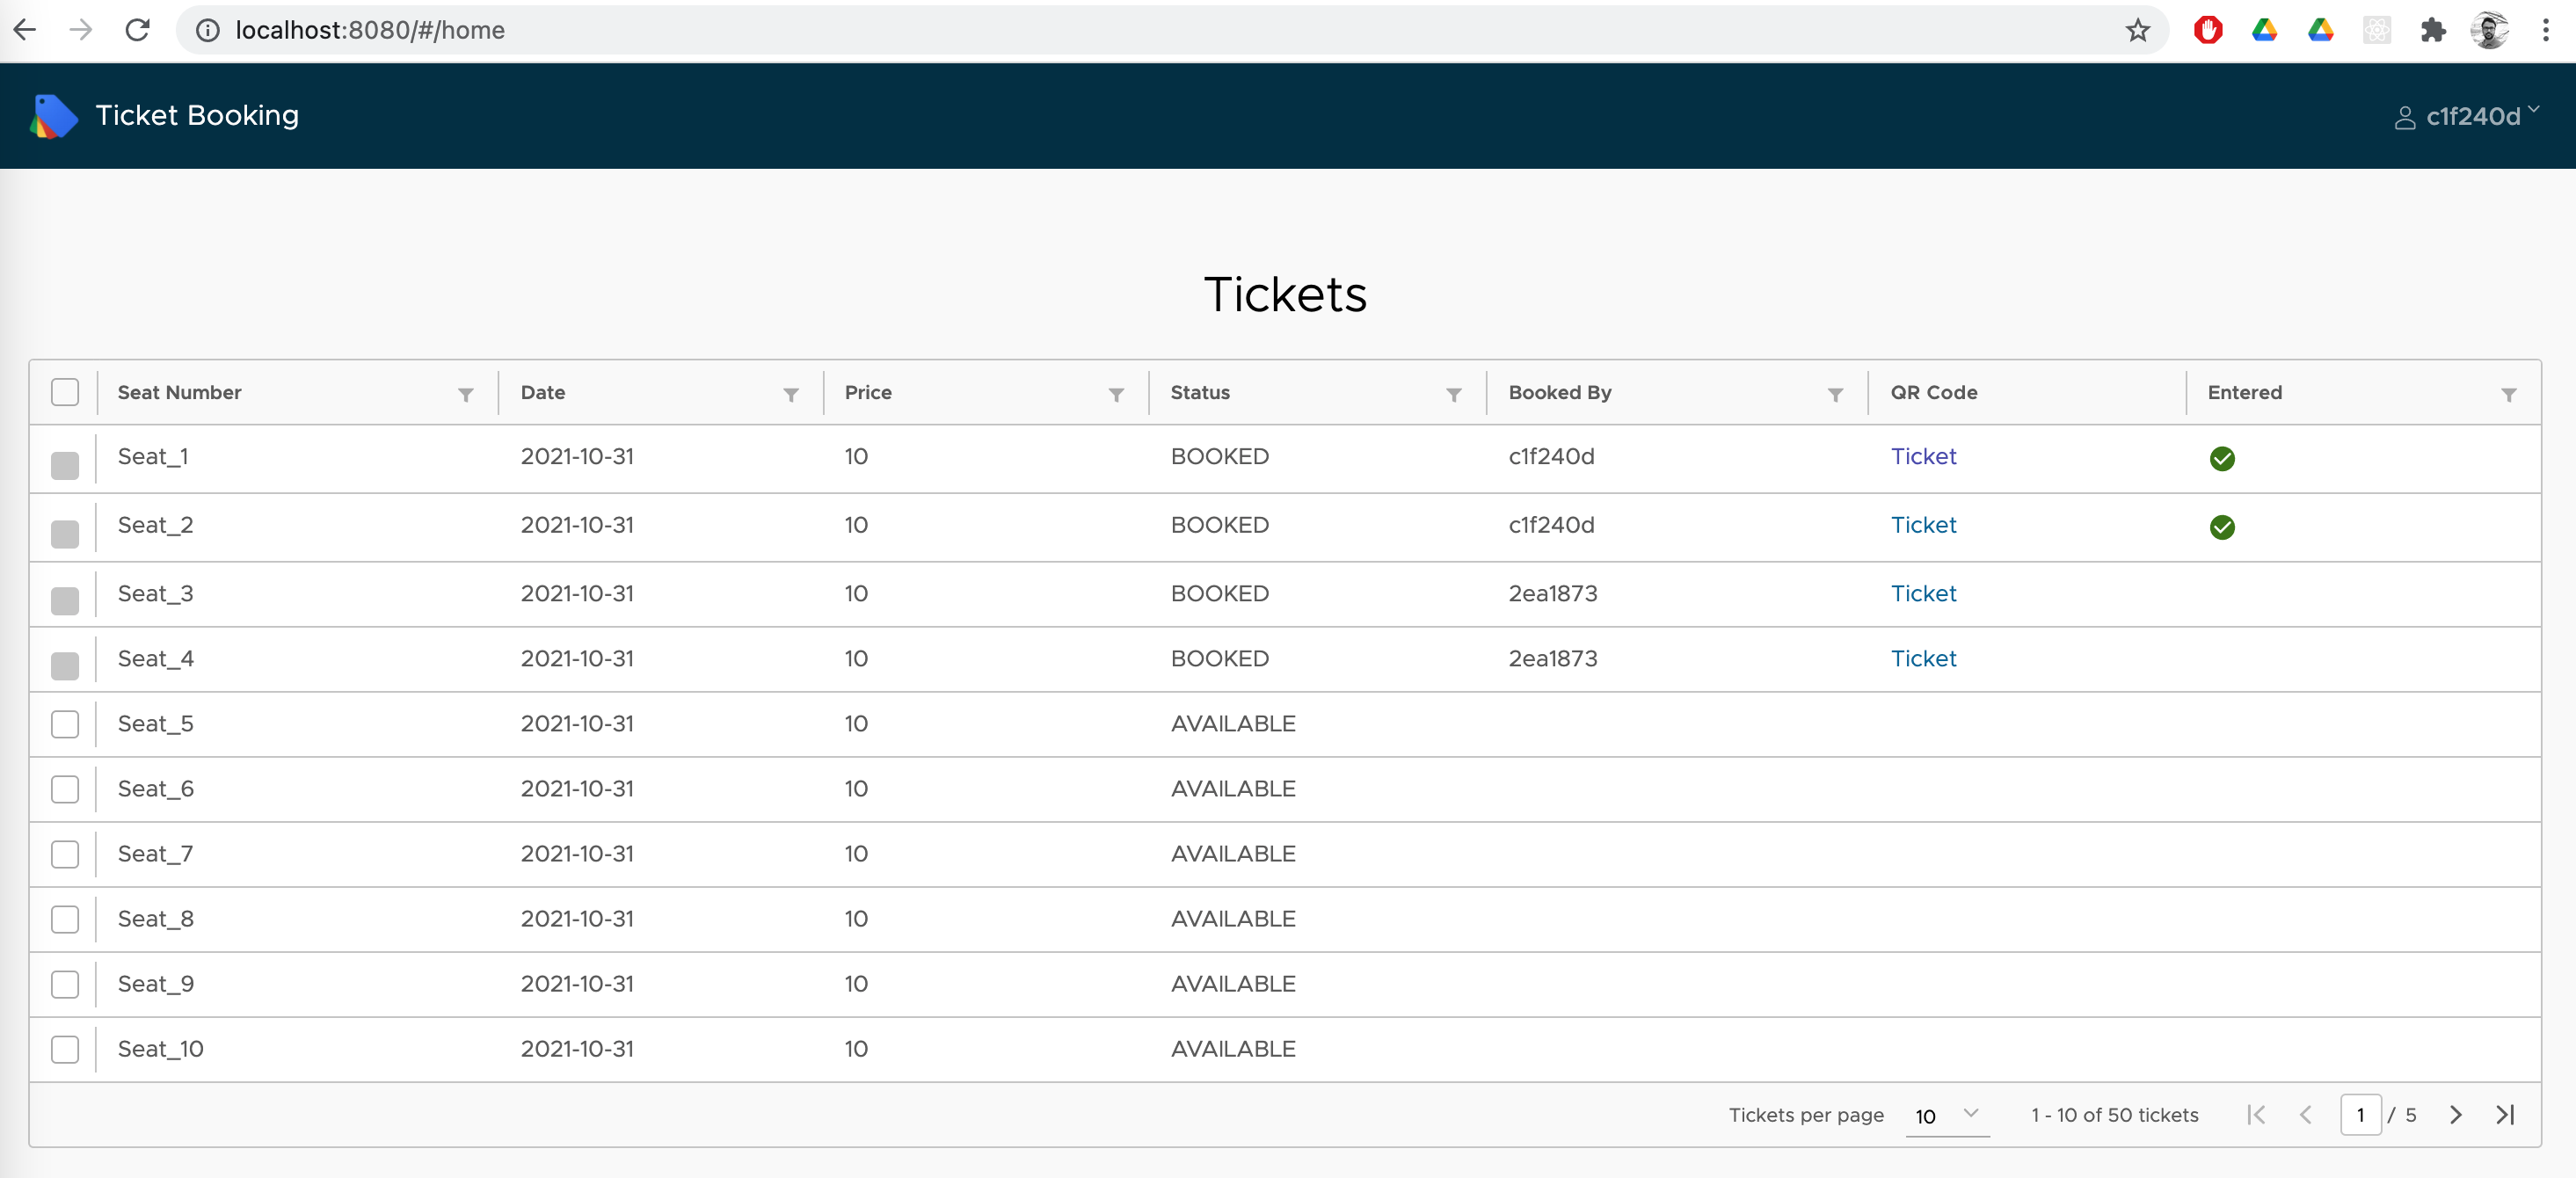 localhost:8080/#/home
Ticket Booking c1f240d
Tickets
Seat Number Date Price Status Booked By QR Code Entered
Seat_1 2021-10-31 10 BOOKED c1f240d Ticket
Seat_2 2021-10-31 10 BOOKED c1f240d Ticket
Seat_3 2021-10-31 10 BOOKED 2ea1873 Ticket
Seat_4 2021-10-31 10 BOOKED 2ea1873 Ticket
Seat_5 2021-10-31 10 AVAILABLE
Seat_6 2021-10-31 10 AVAILABLE
Seat_7 2021-10-31 10 AVAILABLE
Seat_8 2021-10-31 10 AVAILABLE
Seat_9 2021-10-31 10 AVAILABLE
Seat_10 2021-10-31 10 AVAILABLE
Tickets per page 10 1 - 10 of 50 tickets 1 / 5